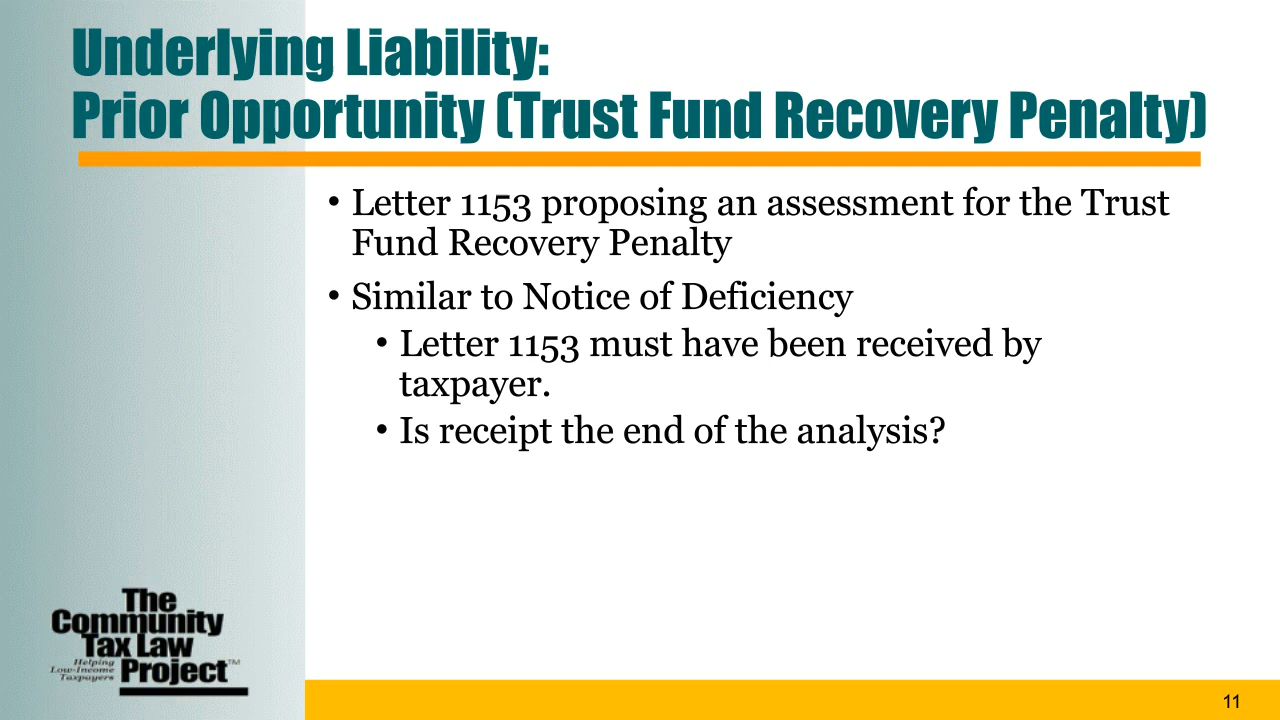 Underlying Liability:
Prior Opportunity (Trust Fund Recovery Penalty)
• Letter 1153 proposing an assessment for the Trust
Fund Recovery Penalty
• Similar to Notice of Deficiency
• Letter 1153 must have been received by
taxpayer.
• Is receipt the end of the analysis?
The
Community
Tax Law
Helping
Low-Income
Taxpayers
Project™
11